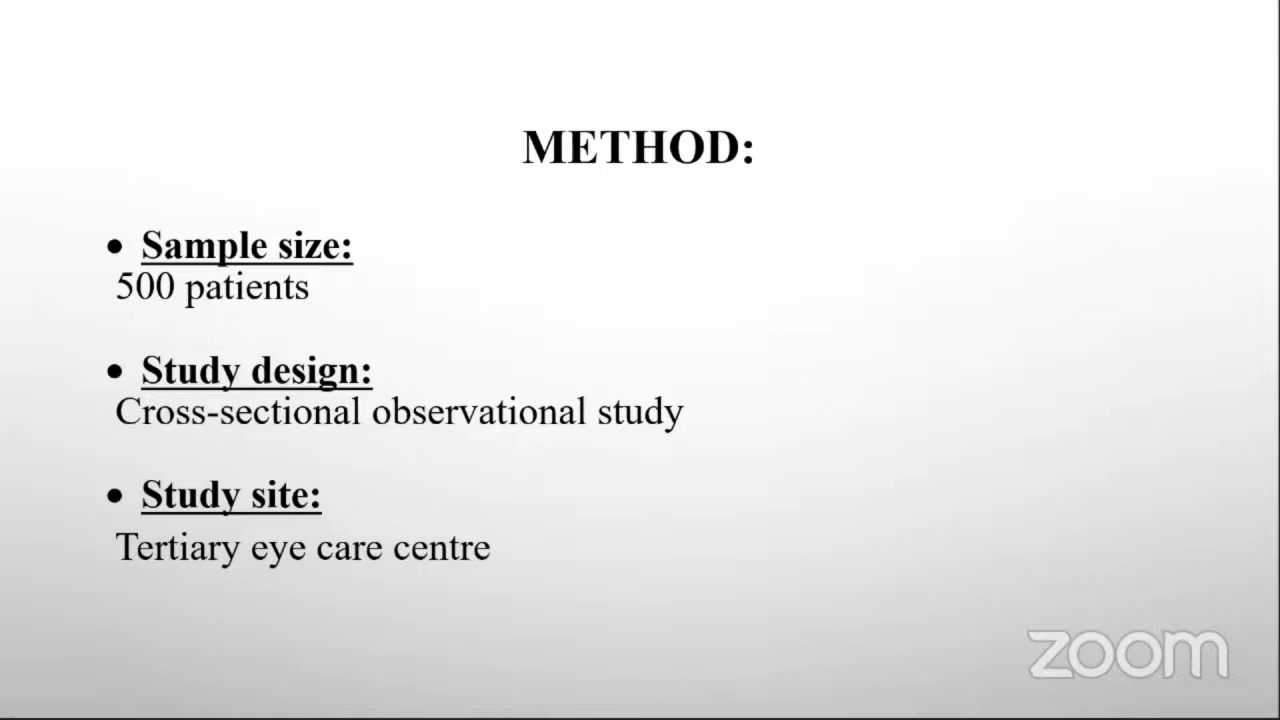 METHOD:
• Sample size:
500 patients
• Study design:
Cross-sectional observational study
• Study site:
Tertiary eye care centre
zoom